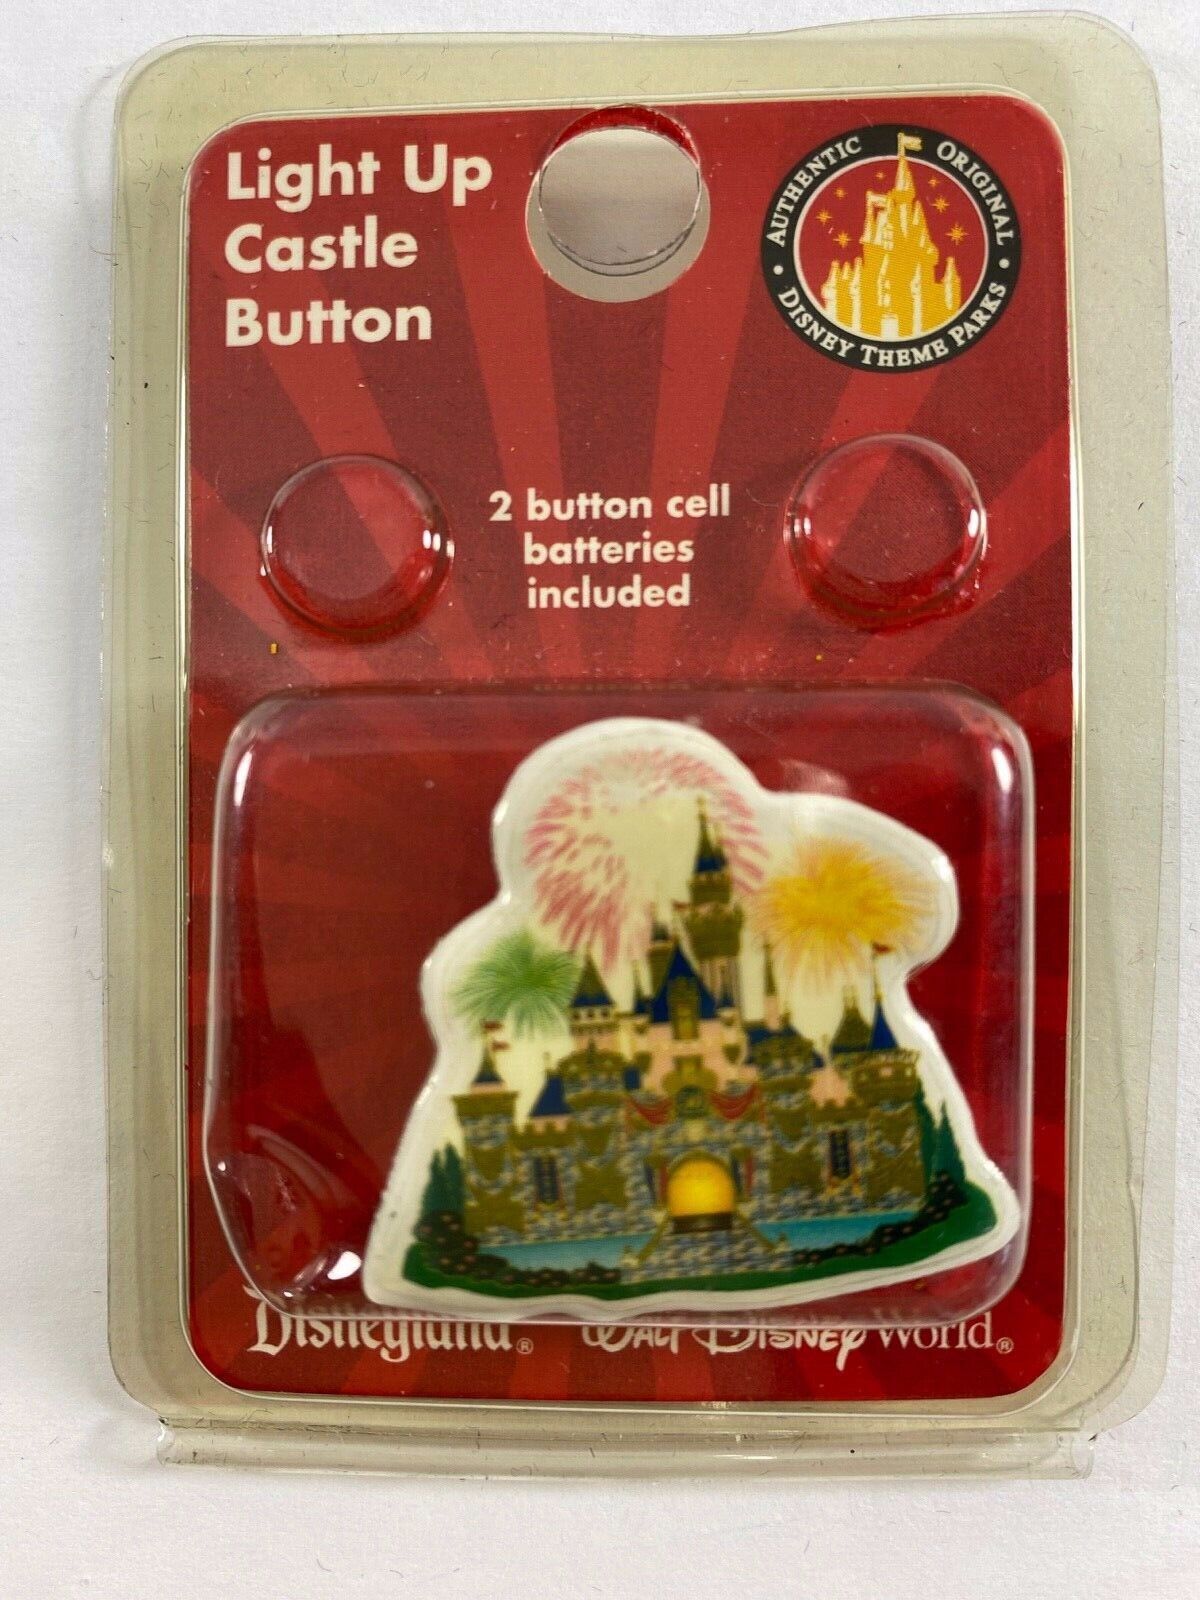 Light Up
Castle
Button
AUTHENTIC ORIGINAL
• DISNEY THEME PARKS •
2 button cell
batteries
included
Disneyland®
WALT DISNEY World®